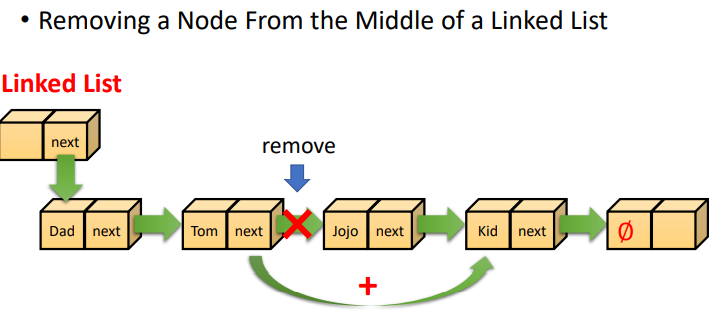 • Removing a Node From the Middle of a Linked List
Linked List
next
remove
Dad next Tom next Jojo next Kid next Ø
+